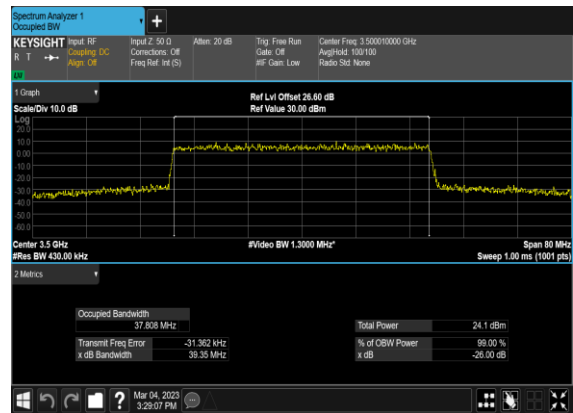 Spectrum Analyzer 1
Occupied BW
+
KEYSIGHT Input: RF Input Z: 50 Ω Atten: 20 dB Trig: Free Run Center Freq: 3.500010000 GHz
R T Coupling: DC Corrections: Off Gate: Off Avg|Hold: 100/100
Align: Off Freq Ref: Int (S) #IF Gain: Low Radio Std: None
1 Graph Ref Lvl Offset 26.60 dB
Scale/Div 10.0 dB Ref Value 30.00 dBm
Log
20.0
10.0
0.00
-10.0
-20.0
-30.0
-40.0
-50.0
-60.0
Center 3.5 GHz #Video BW 1.3000 MHz* Span 80 MHz
#Res BW 430.00 kHz Sweep 1.00 ms (1001 pts)
2 Metrics
Occupied Bandwidth
37.808 MHz Total Power 24.1 dBm
Transmit Freq Error -31.362 kHz % of OBW Power 99.00 %
x dB Bandwidth 39.35 MHz x dB -26.00 dB
? Mar 04, 2023
3:29:07 PM